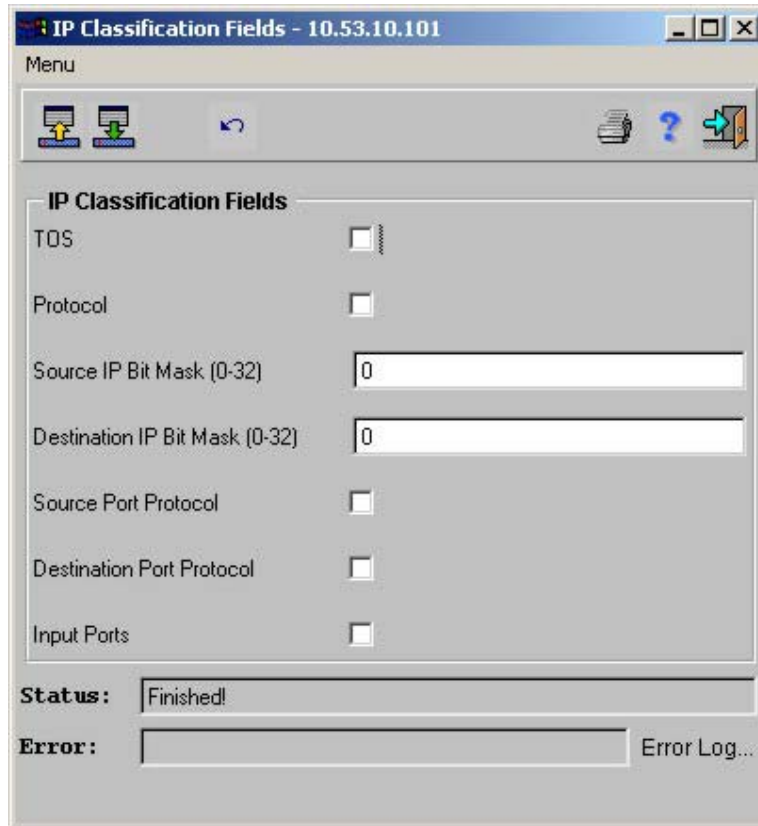 IP Classification Fields - 10.53.10.101
Menu
IP Classification Fields
TOS
Protocol
Source IP Bit Mask (0-32) 0
Destination IP Bit Mask (0-32) 0
Source Port Protocol
Destination Port Protocol
Input Ports
Status: Finished!
Error: Error Log...